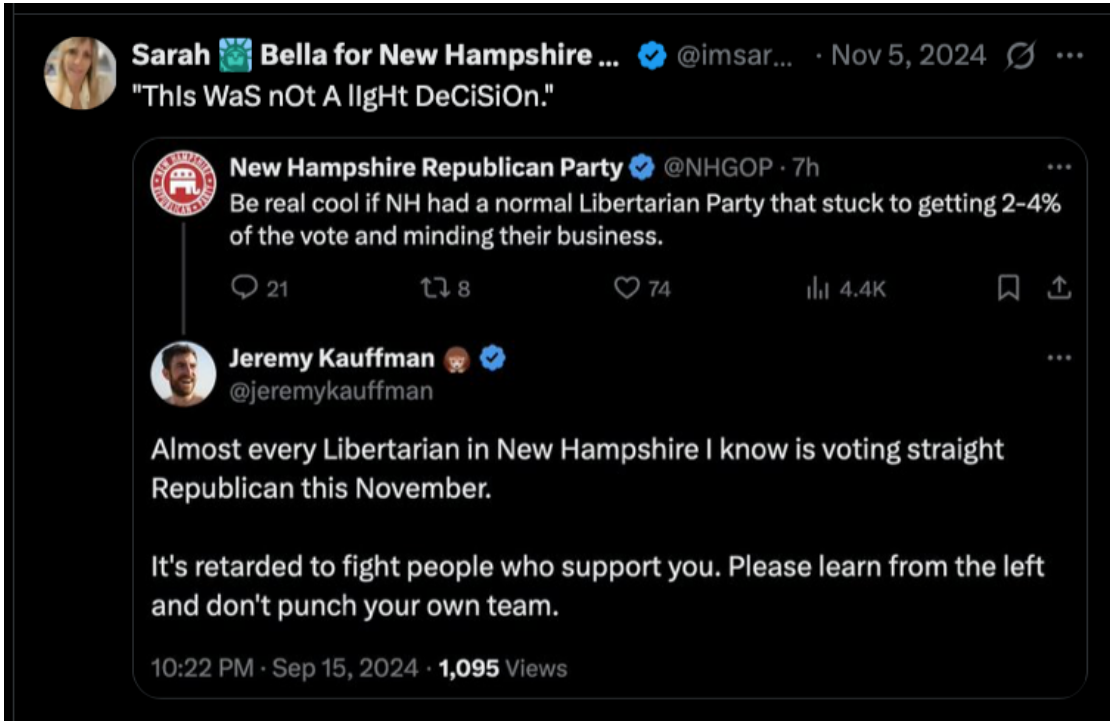 Sarah 🗽 Bella for New Hampshire ... @imsar... · Nov 5, 2024
"ThIs WaS nOt A lIgHt DeCiSiOn."
New Hampshire Republican Party @NHGOP · 7h
Be real cool if NH had a normal Libertarian Party that stuck to getting 2-4%
of the vote and minding their business.
21 8 74 4.4K
Jeremy Kauffman
@jeremykauffman
Almost every Libertarian in New Hampshire I know is voting straight
Republican this November.
It's retarded to fight people who support you. Please learn from the left
and don't punch your own team.
10:22 PM · Sep 15, 2024 · 1,095 Views